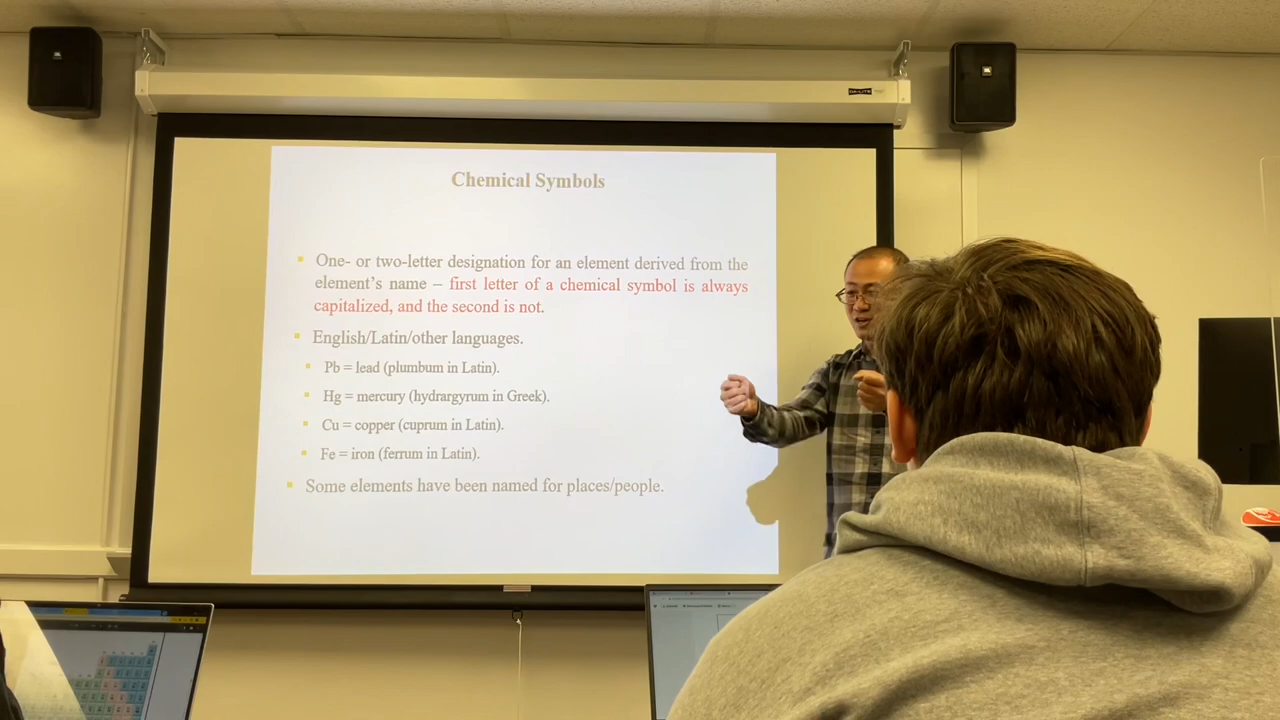 DA-LITE
Chemical Symbols
One- or two-letter designation for an element derived from the
element's name – first letter of a chemical symbol is always
capitalized, and the second is not.
English/Latin/other languages.
Pb = lead (plumbum in Latin).
Hg = mercury (hydrargyrum in Greek).
Cu = copper (cuprum in Latin).
Fe = iron (ferrum in Latin).
Some elements have been named for places/people.